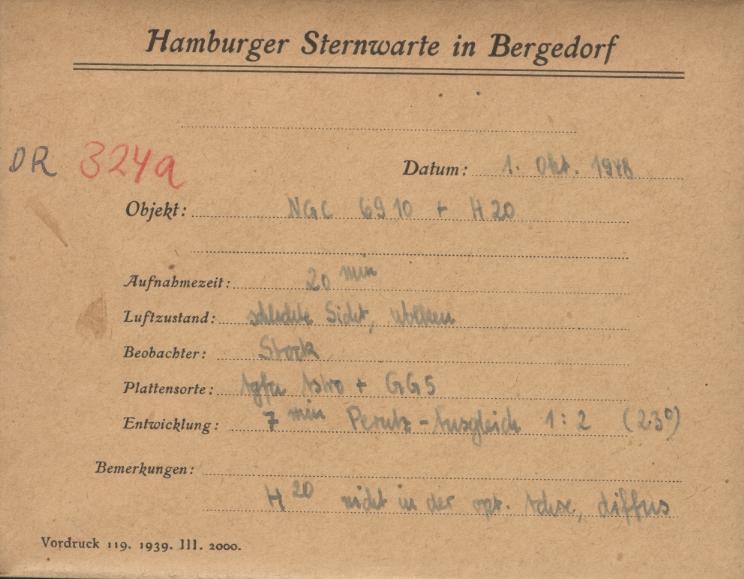 Hamburger Sternwarte in Bergedorf
DR 324a
Datum: 1. Okt. 1948
Objekt: NGC 6910 + H 20
Aufnahmezeit: 20 min
Luftzustand: schlechte Sicht, Wolken
Beobachter: Stock
Plattensorte: Agfa Astro + GG5
Entwicklung: 7 min Perutz-Ausgleich 1:2 (23°)
Bemerkungen:
H 20 nicht in der opt. Achse, diffus
Vordruck 119. 1939. III. 2000.